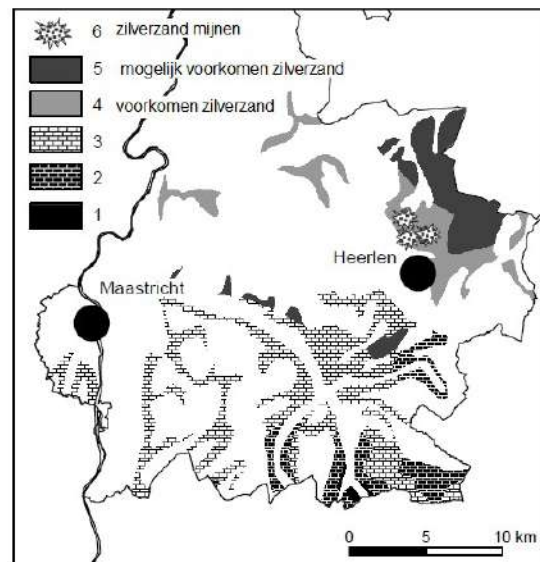 6 zilverzand mijnen
5 mogelijk voorkomen zilverzand
4 voorkomen zilverzand
3
2
1
Heerlen
Maastricht
0 5 10 km